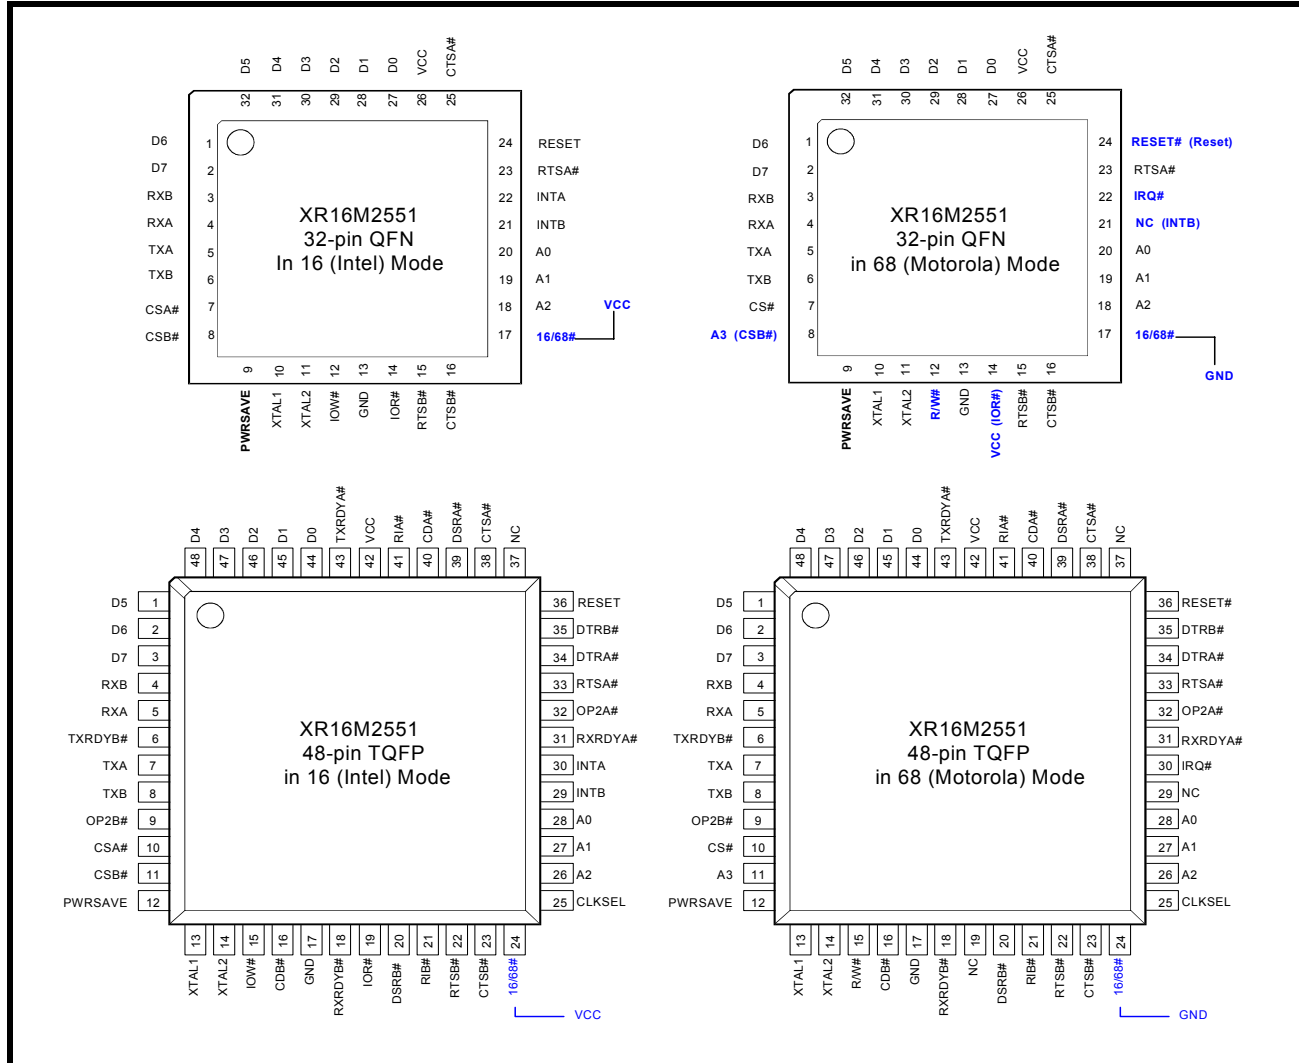 D5
D4
D3
D2
D1
D0
VCC
CTSA#
32
31
30
29
28
27
26
25
D6 1
D7 2
RXB 3
RXA 4
TXA 5
TXB 6
CSA# 7
CSB# 8
XR16M2551
32-pin QFN
In 16 (Intel) Mode
24 RESET
23 RTSA#
22 INTA
21 INTB
20 A0
19 A1
18 A2
17 16/68#
VCC
9
10
11
12
13
14
15
16
PWRSAVE
XTAL1
XTAL2
IOW#
GND
IOR#
RTSB#
CTSB#
D5
D4
D3
D2
D1
D0
VCC
CTSA#
32
31
30
29
28
27
26
25
D6 1
D7 2
RXB 3
RXA 4
TXA 5
TXB 6
CS# 7
A3 (CSB#) 8
XR16M2551
32-pin QFN
in 68 (Motorola) Mode
24 RESET# (Reset)
23 RTSA#
22 IRQ#
21 NC (INTB)
20 A0
19 A1
18 A2
17 16/68#
GND
9
10
11
12
13
14
15
16
PWRSAVE
XTAL1
XTAL2
R/W#
GND
VCC (IOR#)
RTSB#
CTSB#
D4
D3
D2
D1
D0
TXRDYA#
VCC
RIA#
CDA#
DSRA#
CTSA#
NC
48
47
46
45
44
43
42
41
40
39
38
37
D5 1
D6 2
D7 3
RXB 4
RXA 5
TXRDYB# 6
TXA 7
TXB 8
OP2B# 9
CSA# 10
CSB# 11
PWRSAVE 12
XR16M2551
48-pin TQFP
in 16 (Intel) Mode
36 RESET
35 DTRB#
34 DTRA#
33 RTSA#
32 OP2A#
31 RXRDYA#
30 INTA
29 INTB
28 A0
27 A1
26 A2
25 CLKSEL
13
14
15
16
17
18
19
20
21
22
23
24
XTAL1
XTAL2
IOW#
CDB#
GND
RXRDYB#
IOR#
DSRB#
RIB#
RTSB#
CTSB#
16/68#
VCC
D4
D3
D2
D1
D0
TXRDYA#
VCC
RIA#
CDA#
DSRA#
CTSA#
NC
48
47
46
45
44
43
42
41
40
39
38
37
D5 1
D6 2
D7 3
RXB 4
RXA 5
TXRDYB# 6
TXA 7
TXB 8
OP2B# 9
CS# 10
A3 11
PWRSAVE 12
XR16M2551
48-pin TQFP
in 68 (Motorola) Mode
36 RESET#
35 DTRB#
34 DTRA#
33 RTSA#
32 OP2A#
31 RXRDYA#
30 IRQ#
29 NC
28 A0
27 A1
26 A2
25 CLKSEL
13
14
15
16
17
18
19
20
21
22
23
24
XTAL1
XTAL2
R/W#
CDB#
GND
RXRDYB#
NC
DSRB#
RIB#
RTSB#
CTSB#
16/68#
GND